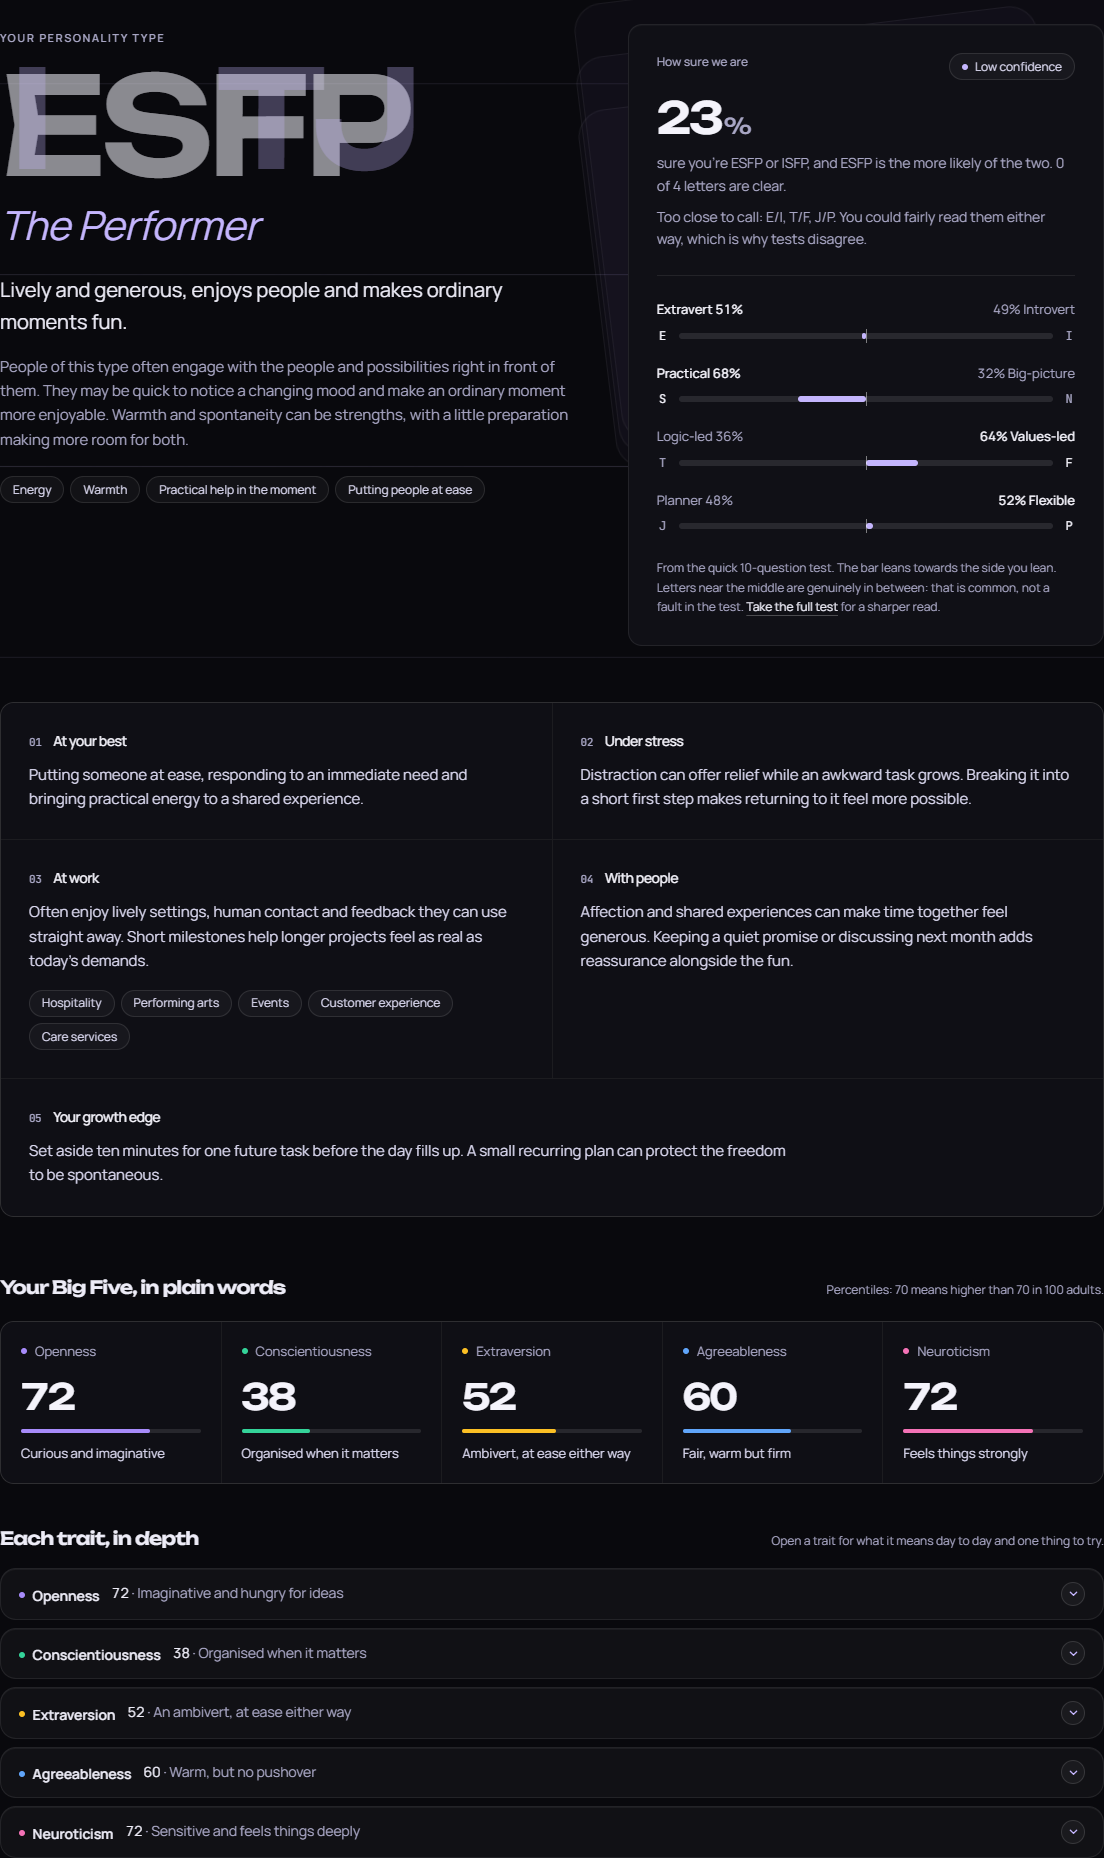 YOUR PERSONALITY TYPE
ESFP
The Performer
Lively and generous, enjoys people and makes ordinary
moments fun.
People of this type often engage with the people and possibilities right in front of
them. They may be quick to notice a changing mood and make an ordinary moment
more enjoyable. Warmth and spontaneity can be strengths, with a little preparation
making more room for both.
Energy
Warmth
Practical help in the moment
Putting people at ease
How sure we are
Low confidence
23%
sure you're ESFP or ISFP, and ESFP is the more likely of the two. 0
of 4 letters are clear.
Too close to call: E/I, T/F, J/P. You could fairly read them either
way, which is why tests disagree.
Extravert 51%
49% Introvert
E
I
Practical 68%
32% Big-picture
S
N
Logic-led 36%
64% Values-led
T
F
Planner 48%
52% Flexible
J
P
From the quick 10-question test. The bar leans towards the side you lean.
Letters near the middle are genuinely in between: that is common, not a
fault in the test. Take the full test for a sharper read.
01 At your best
Putting someone at ease, responding to an immediate need and
bringing practical energy to a shared experience.
02 Under stress
Distraction can offer relief while an awkward task grows. Breaking it into
a short first step makes returning to it feel more possible.
03 At work
Often enjoy lively settings, human contact and feedback they can use
straight away. Short milestones help longer projects feel as real as
today's demands.
Hospitality
Performing arts
Events
Customer experience
Care services
04 With people
Affection and shared experiences can make time together feel
generous. Keeping a quiet promise or discussing next month adds
reassurance alongside the fun.
05 Your growth edge
Set aside ten minutes for one future task before the day fills up. A small recurring plan can protect the freedom
to be spontaneous.
Your Big Five, in plain words
Percentiles: 70 means higher than 70 in 100 adults.
Openness
72
Curious and imaginative
Conscientiousness
38
Organised when it matters
Extraversion
52
Ambivert, at ease either way
Agreeableness
60
Fair, warm but firm
Neuroticism
72
Feels things strongly
Each trait, in depth
Open a trait for what it means day to day and one thing to try.
Openness 72 · Imaginative and hungry for ideas
Conscientiousness 38 · Organised when it matters
Extraversion 52 · An ambivert, at ease either way
Agreeableness 60 · Warm, but no pushover
Neuroticism 72 · Sensitive and feels things deeply